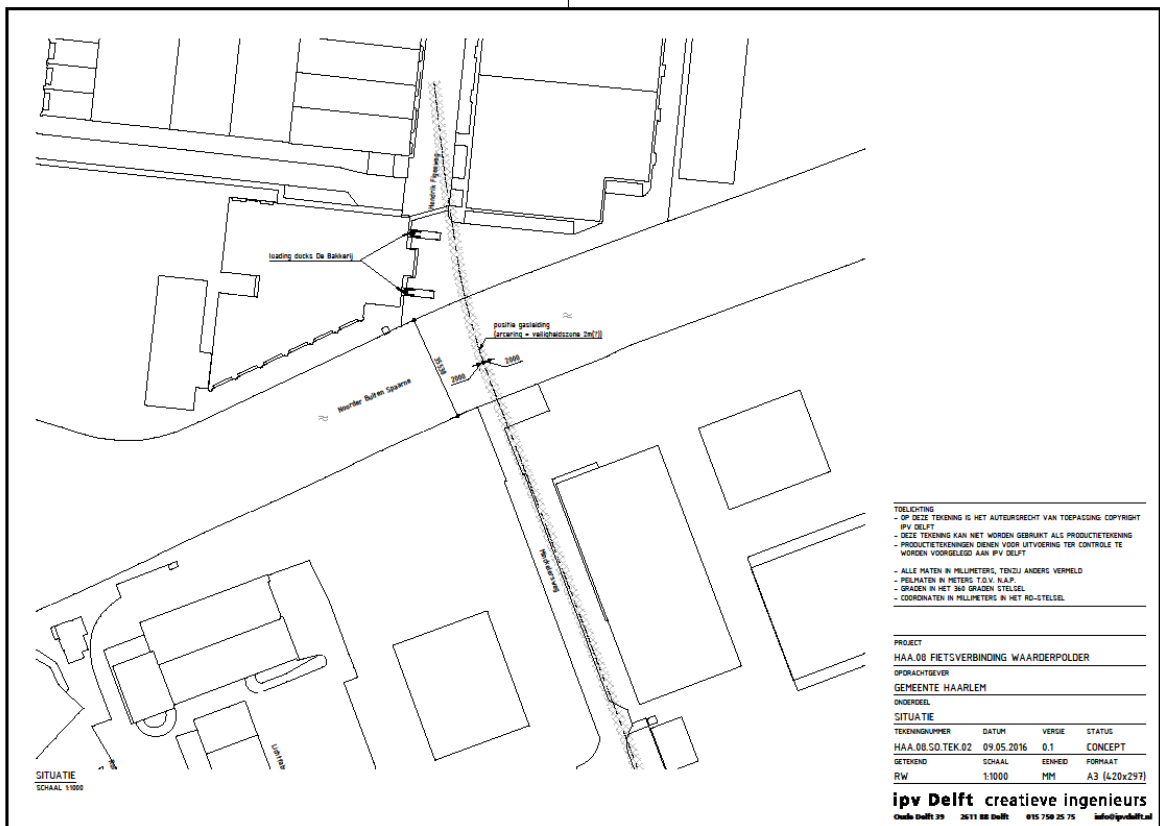 Hendrik Figeeweg
loading docks De Bakkerij
positie gasleiding
(arcering = veiligheidszone 2m(?))
2000
2000
35538
Noorder Buiten Spaarne
Minckelersweg
SITUATIE
SCHAAL 1:1000
TOELICHTING
- OP DEZE TEKENING IS HET AUTEURSRECHT VAN TOEPASSING: COPYRIGHT
IPV DELFT
- DEZE TEKENING KAN NIET WORDEN GEBRUIKT ALS PRODUCTIETEKENING
- PRODUCTIETEKENINGEN DIENEN VOOR UITVOERING TER CONTROLE TE
WORDEN VOORGELEGD AAN IPV DELFT
- ALLE MATEN IN MILLIMETERS, TENZIJ ANDERS VERMELD
- PEILMATEN IN METERS T.O.V. N.A.P.
- GRADEN IN HET 360 GRADEN STELSEL
- COORDINATEN IN MILLIMETERS IN HET RD-STELSEL
PROJECT
HAA.08 FIETSVERBINDING WAARDERPOLDER
OPDRACHTGEVER
GEMEENTE HAARLEM
ONDERDEEL
SITUATIE
TEKENINGNUMMER DATUM VERSIE STATUS
HAA.08.SO.TEK.02 09.05.2016 0.1 CONCEPT
GETEKEND SCHAAL EENHEID FORMAAT
RW 1:1000 MM A3 (420x297)
ipv Delft creatieve ingenieurs
Oude Delft 39 2611 BB Delft 015 750 25 75 info@ipvdelft.nl